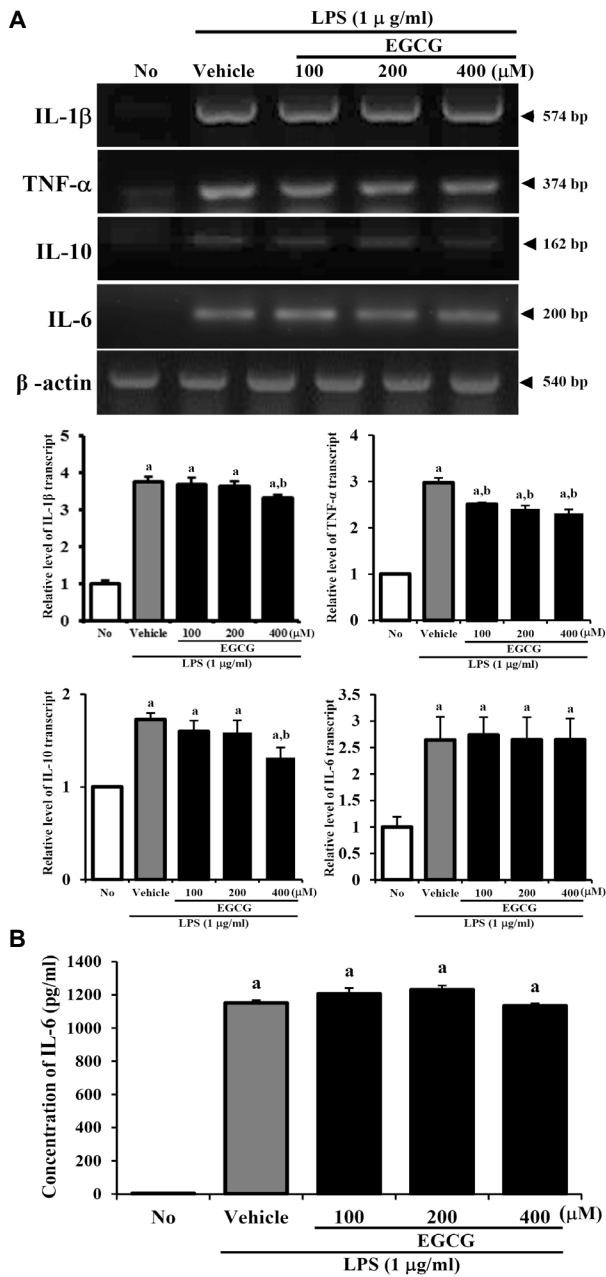 A
LPS (1 μ g/ml)
EGCG
No Vehicle 100 200 400 (μM)
IL-1β
574 bp
TNF-α
374 bp
IL-10
162 bp
IL-6
200 bp
β -actin
540 bp
Relative level of IL-1β transcript
5
4
3
2
1
0
a
a
a
a,b
No Vehicle 100 200 400 (μM)
EGCG
LPS (1 μg/ml)
Relative level of TNF-α transcript
4
3
2
1
0
a
a,b
a,b
a,b
No Vehicle 100 200 400 (μM)
EGCG
LPS (1 μg/ml)
Relative level of IL-10 transcript
2
1
0
a
a
a
a,b
No Vehicle 100 200 400 (μM)
EGCG
LPS (1 μg/ml)
Relative level of IL-6 transcript
3.5
3
2.5
2
1.5
1
0.5
0
a
a
a
a
No Vehicle 100 200 400 (μM)
EGCG
LPS (1 μg/ml)
B
Concentration of IL-6 (pg/ml)
1400
1200
1000
800
600
400
200
0
a
a
a
a
No Vehicle 100 200 400 (μM)
EGCG
LPS (1 μg/ml)